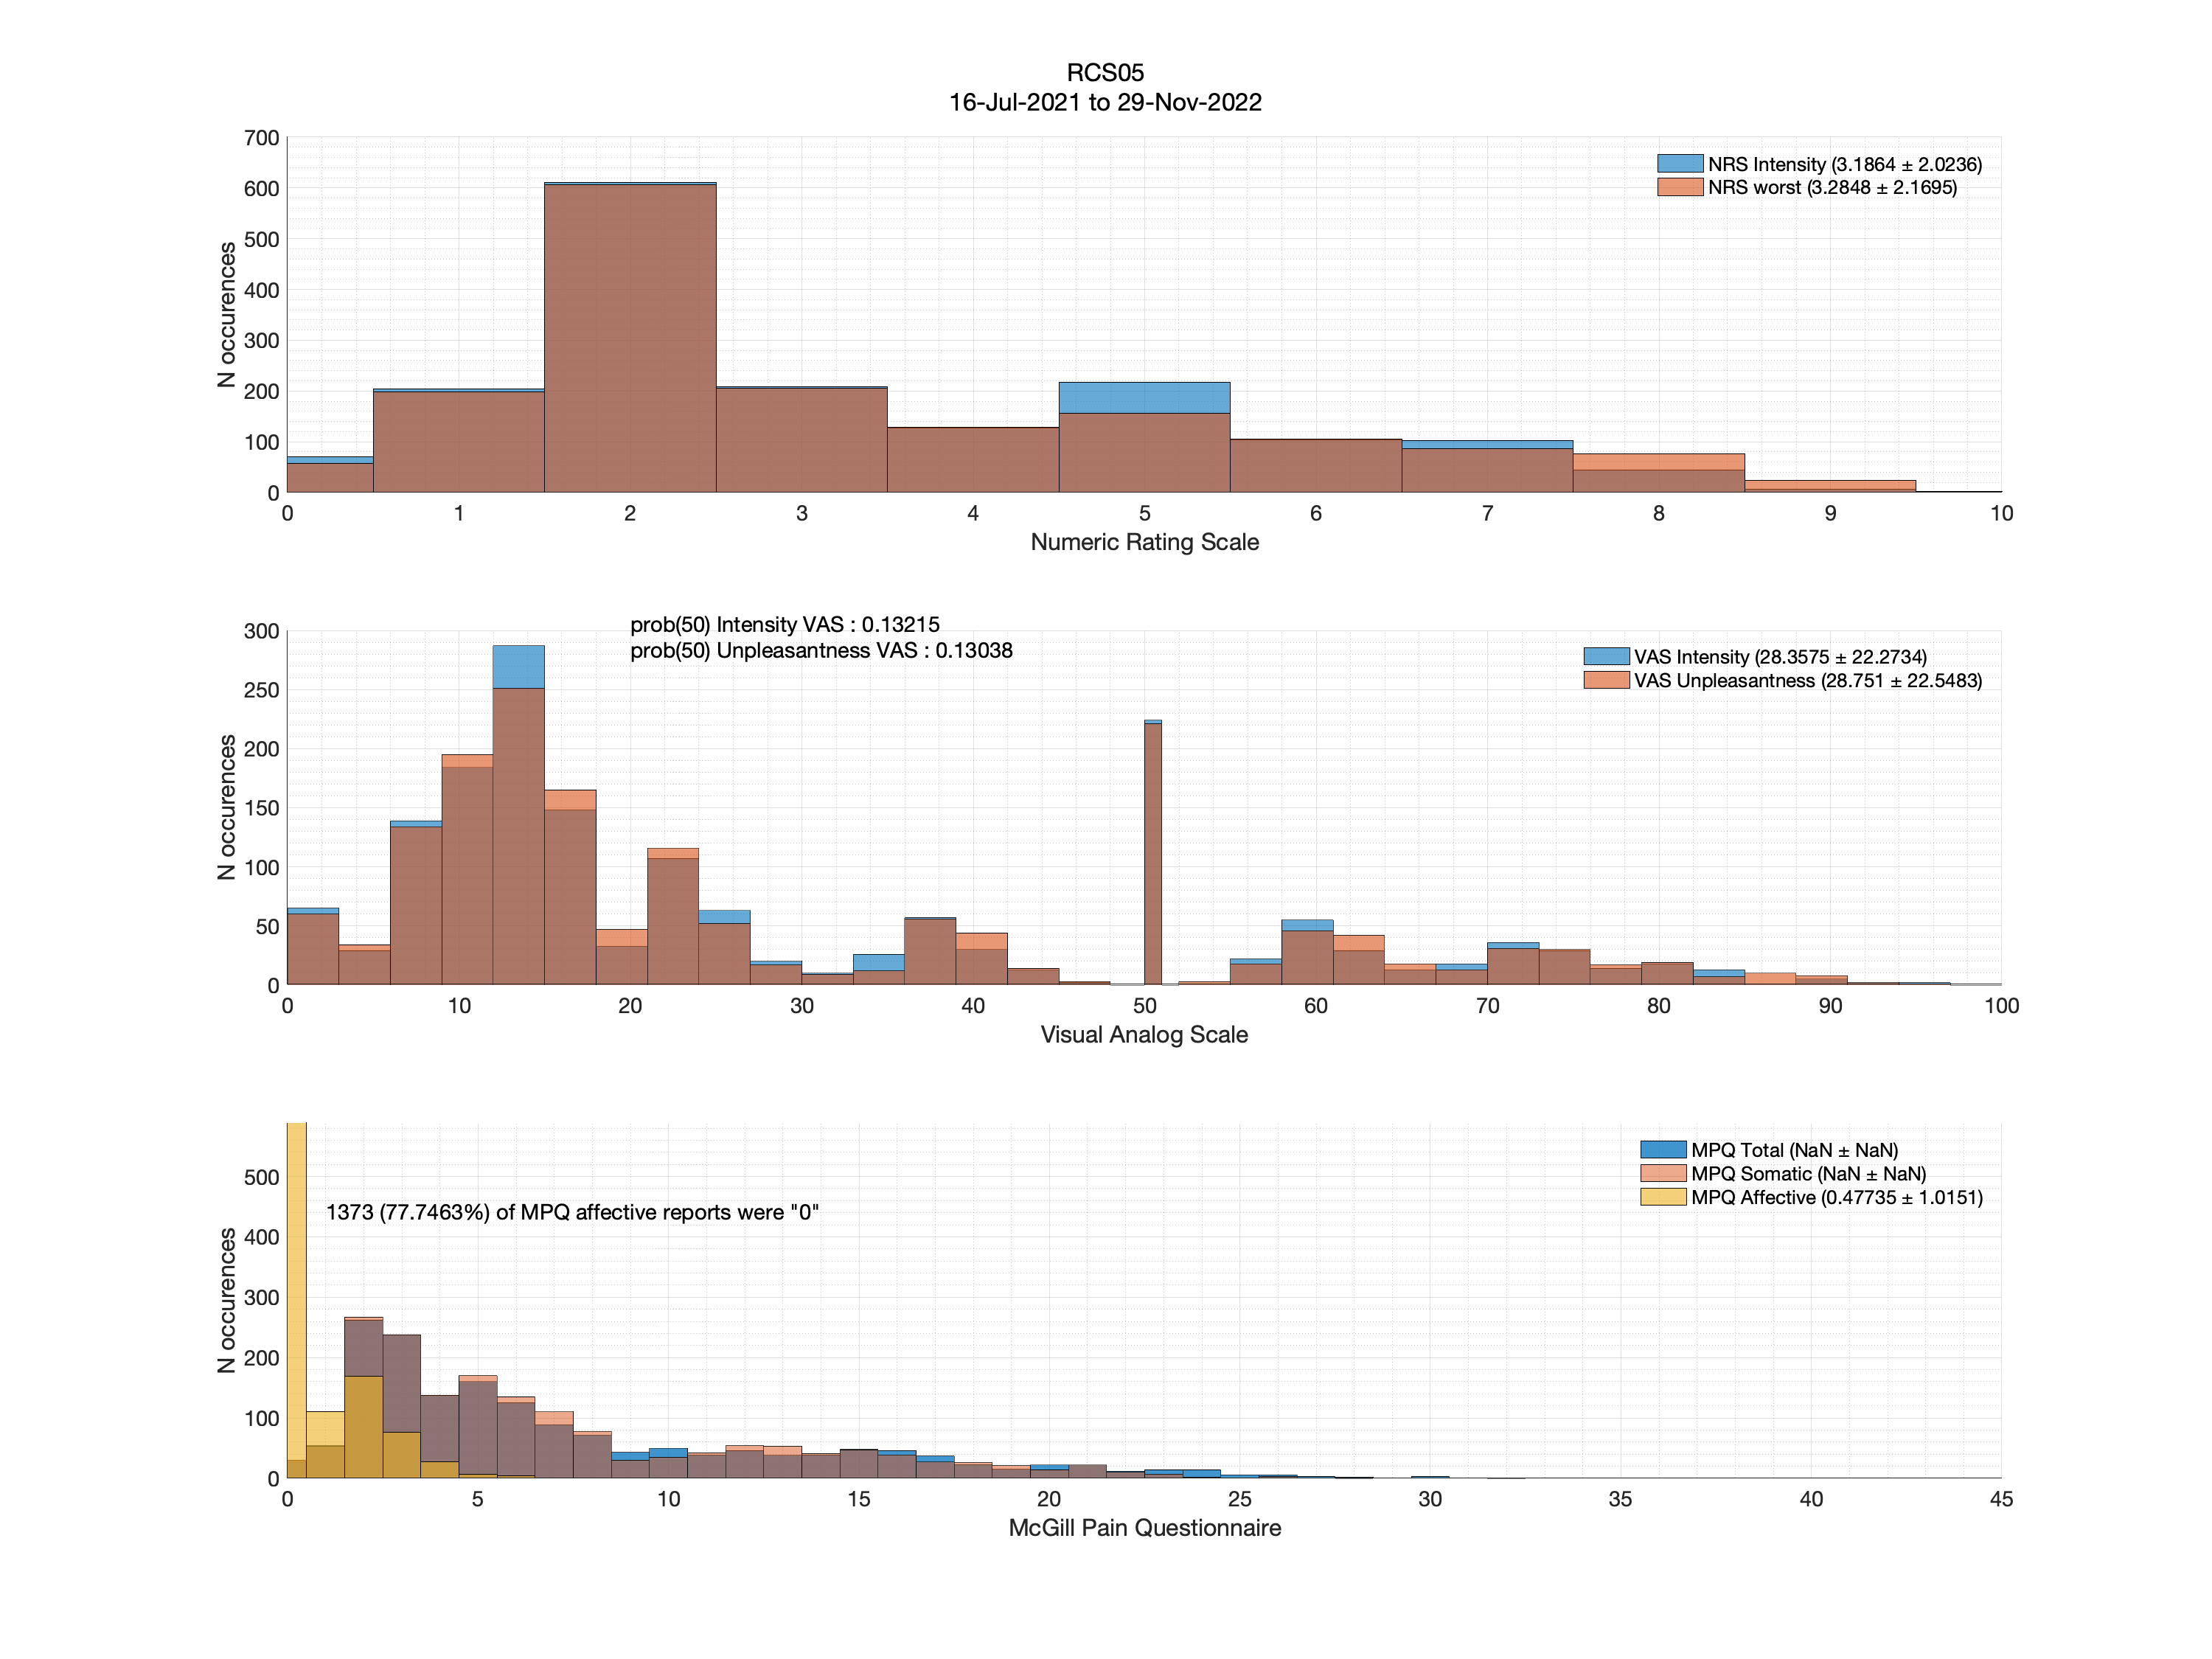 RCS05
16-Jul-2021 to 29-Nov-2022
700
600
500
400
300
200
100
0
N occurences
NRS Intensity (3.1864 ± 2.0236)
NRS worst (3.2848 ± 2.1695)
0 1 2 3 4 5 6 7 8 9 10
Numeric Rating Scale
prob(50) Intensity VAS : 0.13215
prob(50) Unpleasantness VAS : 0.13038
300
250
200
150
100
50
0
N occurences
VAS Intensity (28.3575 ± 22.2734)
VAS Unpleasantness (28.751 ± 22.5483)
0 10 20 30 40 50 60 70 80 90 100
Visual Analog Scale
500
400
300
200
100
0
N occurences
MPQ Total (NaN ± NaN)
MPQ Somatic (NaN ± NaN)
MPQ Affective (0.47735 ± 1.0151)
1373 (77.7463%) of MPQ affective reports were "0"
0 5 10 15 20 25 30 35 40 45
McGill Pain Questionnaire